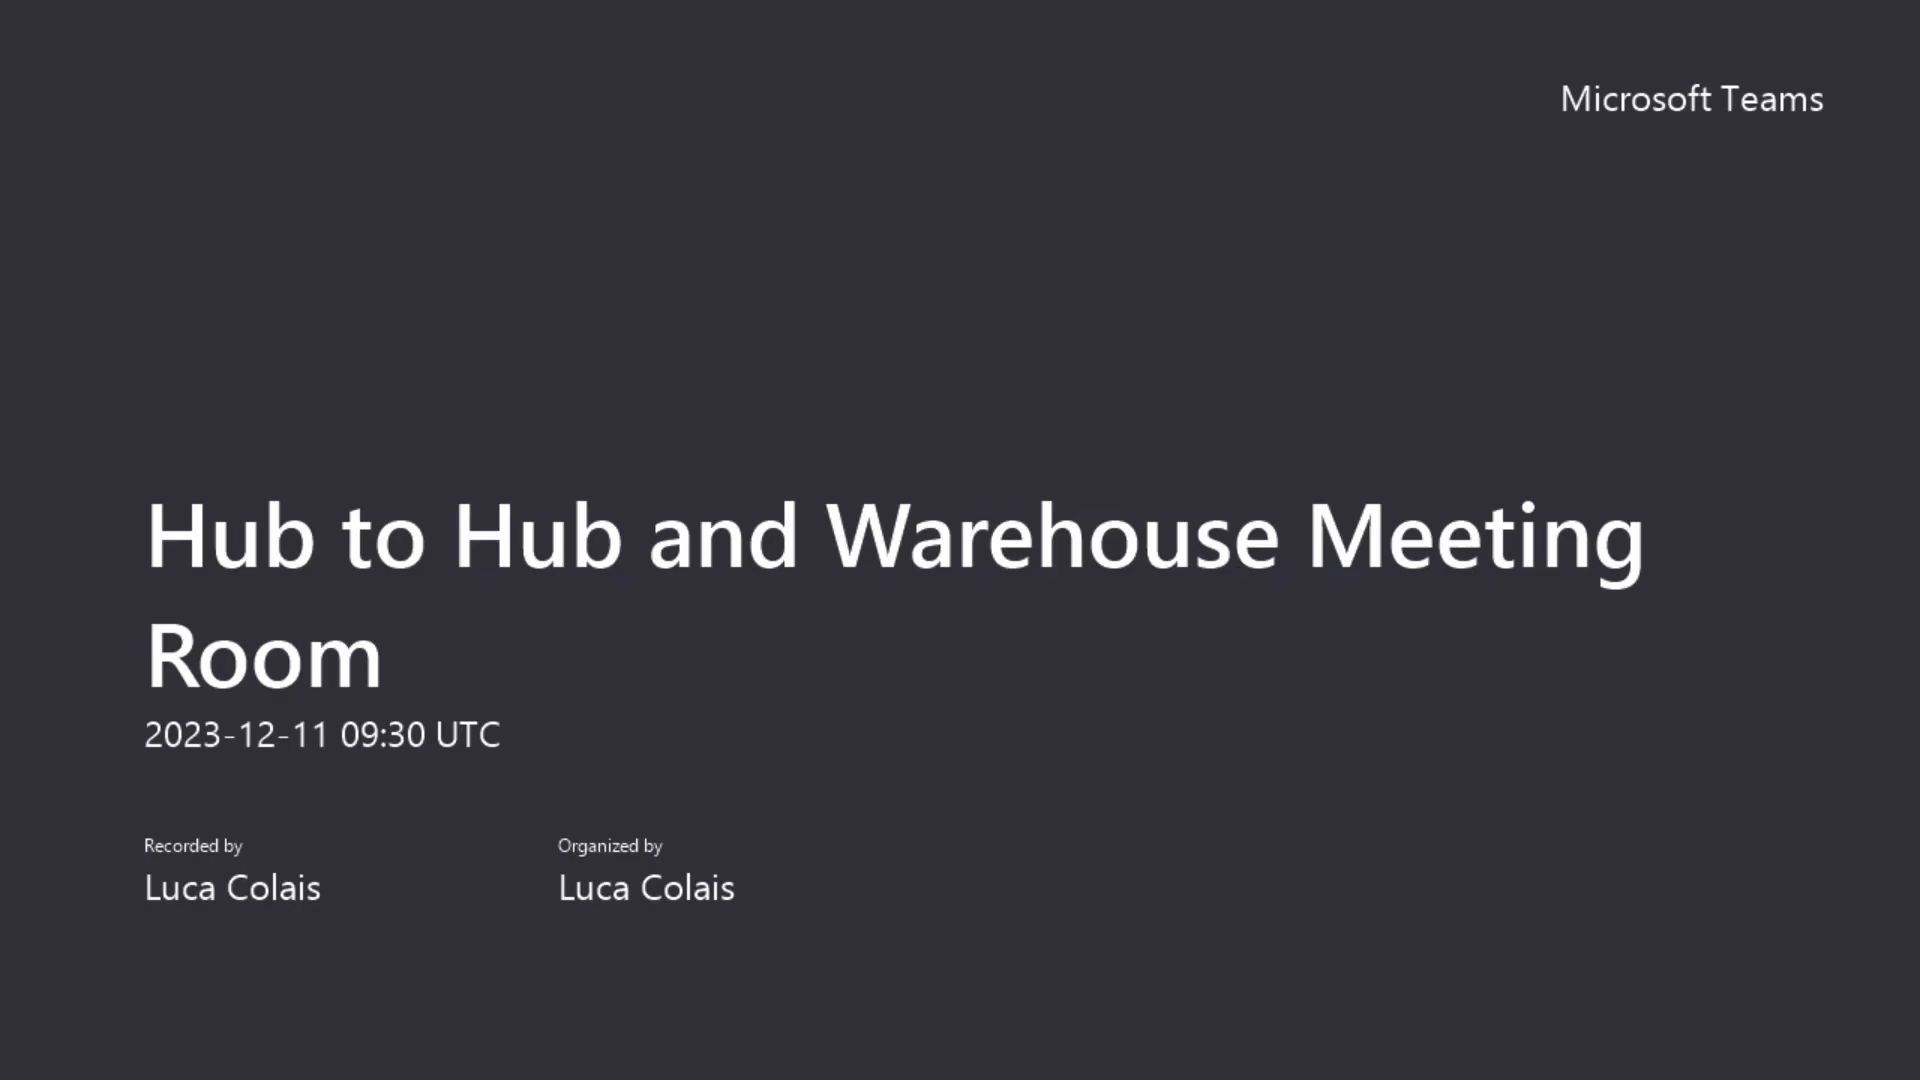 Microsoft Teams
Hub to Hub and Warehouse Meeting
Room
2023-12-11 09:30 UTC
Recorded by
Organized by
Luca Colais
Luca Colais